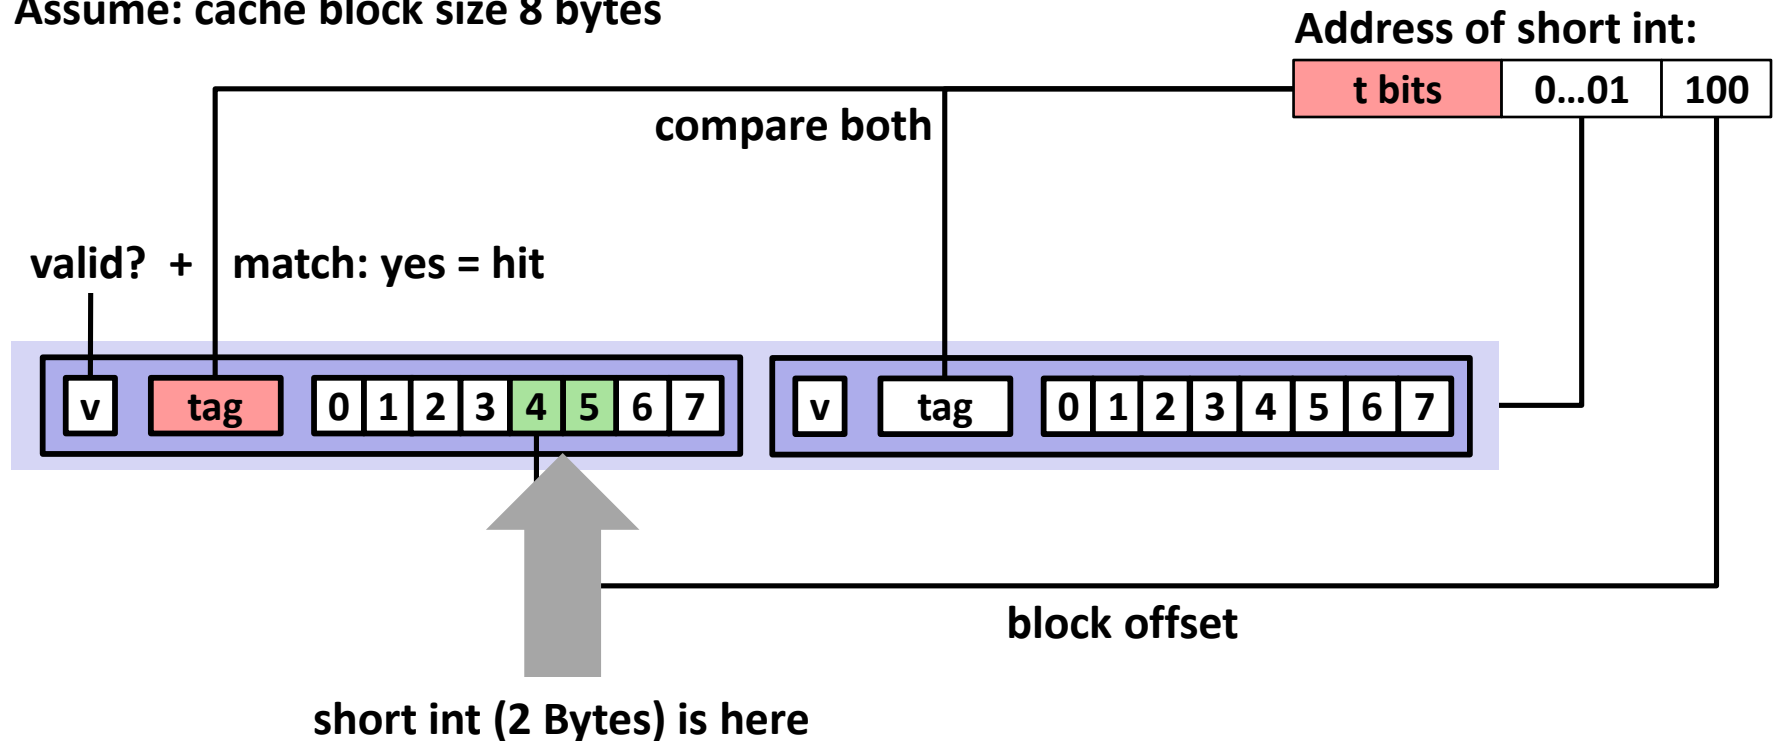 Assume: cache block size 8 bytes
Address of short int:
t bits 0...01 100
compare both
valid? + match: yes = hit
v tag 0 1 2 3 4 5 6 7 v tag 0 1 2 3 4 5 6 7
block offset
short int (2 Bytes) is here